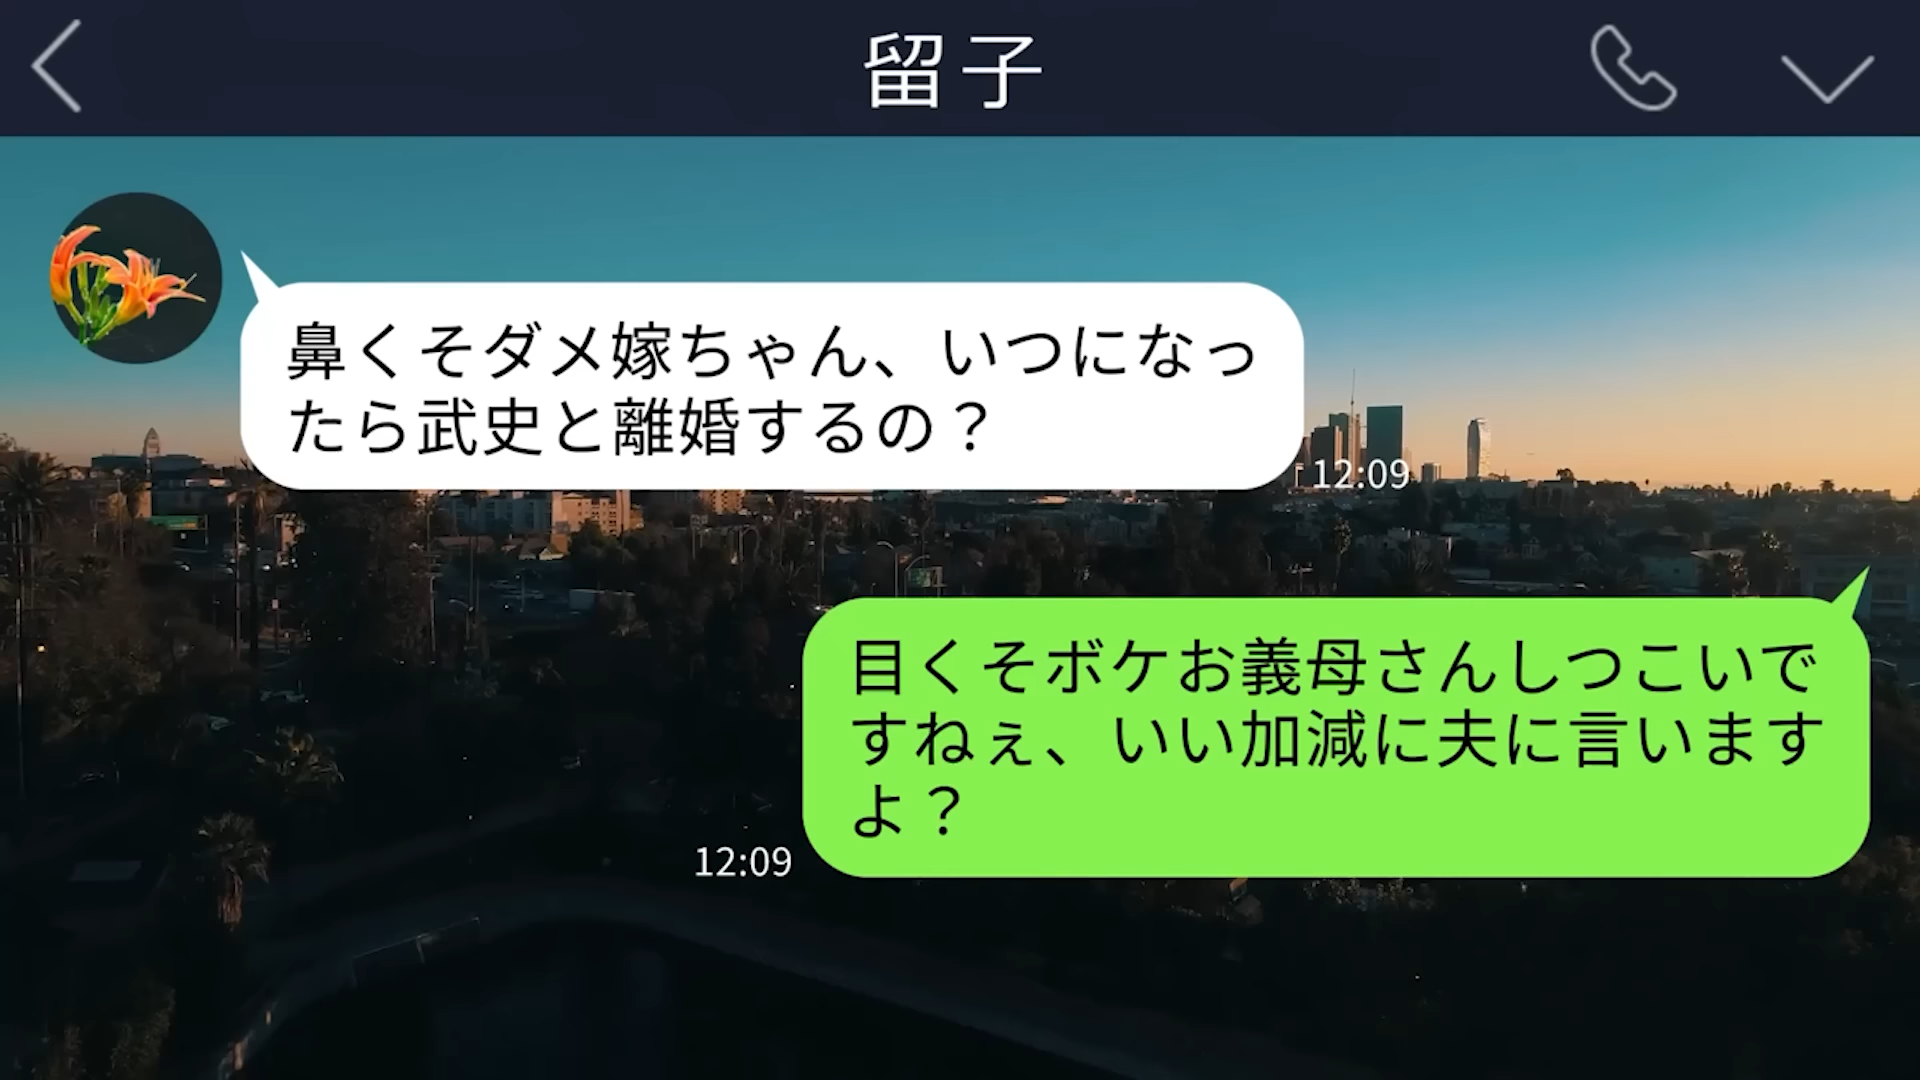 留子
鼻くそダメ嫁ちゃん、いつになっ
たら武史と離婚するの？
12:09
目くそボケお義母さんしつこいで
すねぇ、いい加減に夫に言います
よ？
12:09